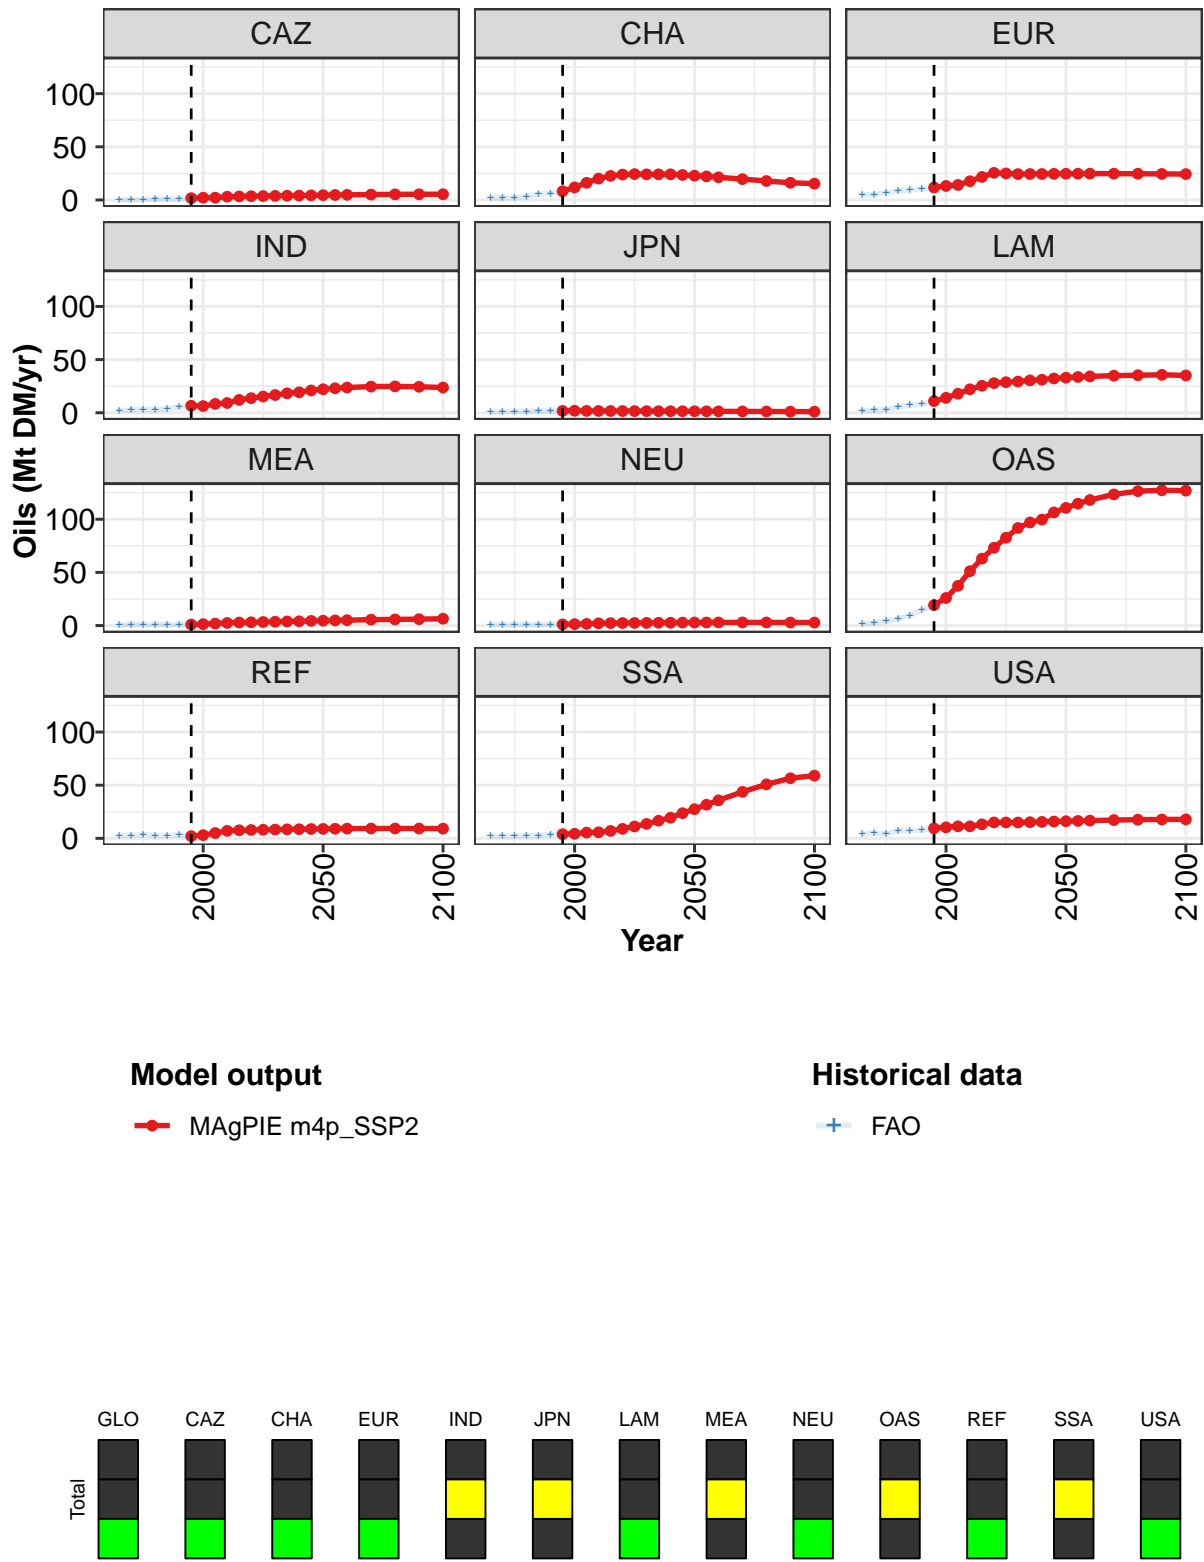 CAZ CHA EUR
100
50
0
IND JPN LAM
100
50
0
MEA NEU OAS
100
50
0
REF SSA USA
100
50
0
Oils (Mt DM/yr)
2000 2050 2100 2000 2050 2100 2000 2050 2100
Year
Model output Historical data
MAgPIE m4p_SSP2 FAO
GLO CAZ CHA EUR IND JPN LAM MEA NEU OAS REF SSA USA
Total